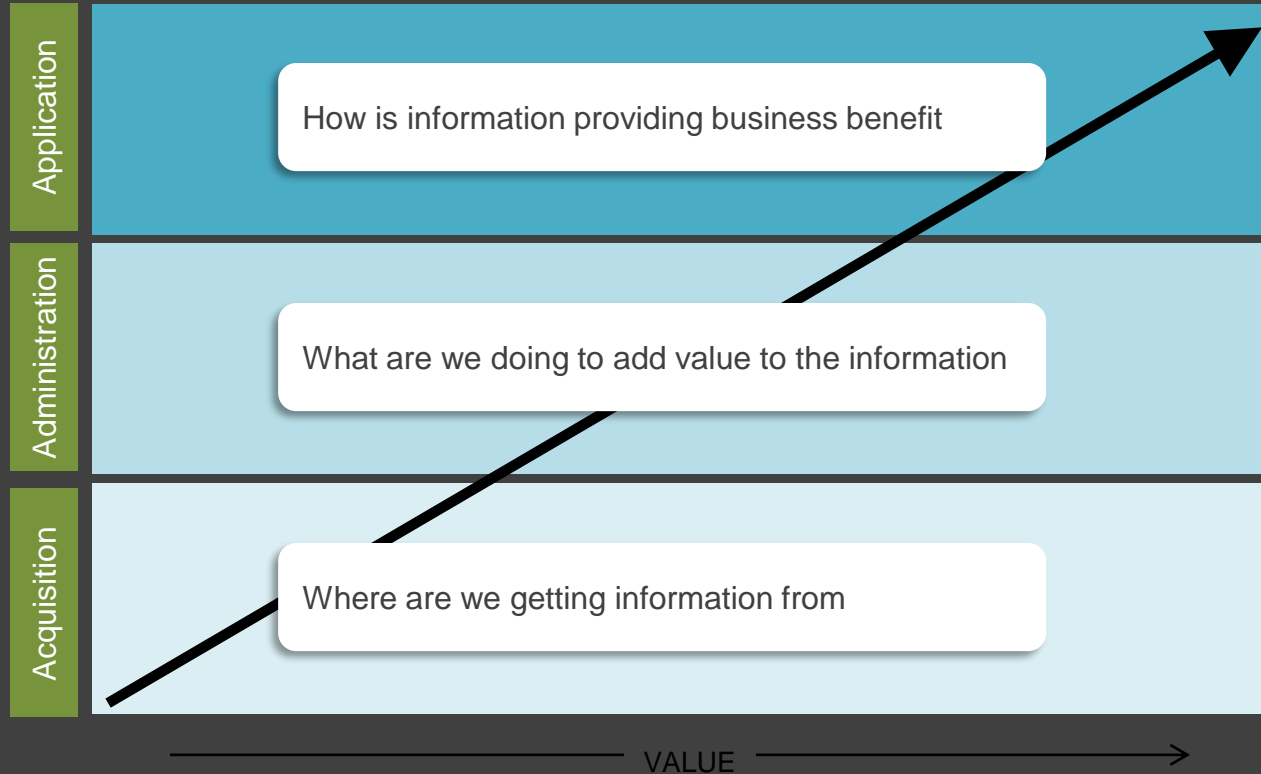 Application
How is information providing business benefit
Administration
What are we doing to add value to the information
Acquisition
Where are we getting information from
VALUE